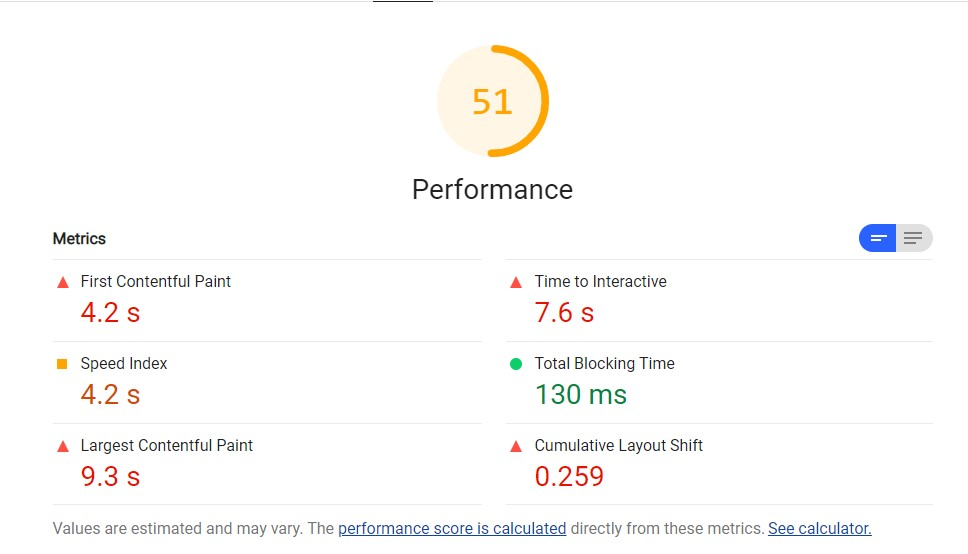 51
Performance
Metrics
First Contentful Paint
4.2 s
Time to Interactive
7.6 s
Speed Index
4.2 s
Total Blocking Time
130 ms
Largest Contentful Paint
9.3 s
Cumulative Layout Shift
0.259
Values are estimated and may vary. The performance score is calculated directly from these metrics. See calculator.